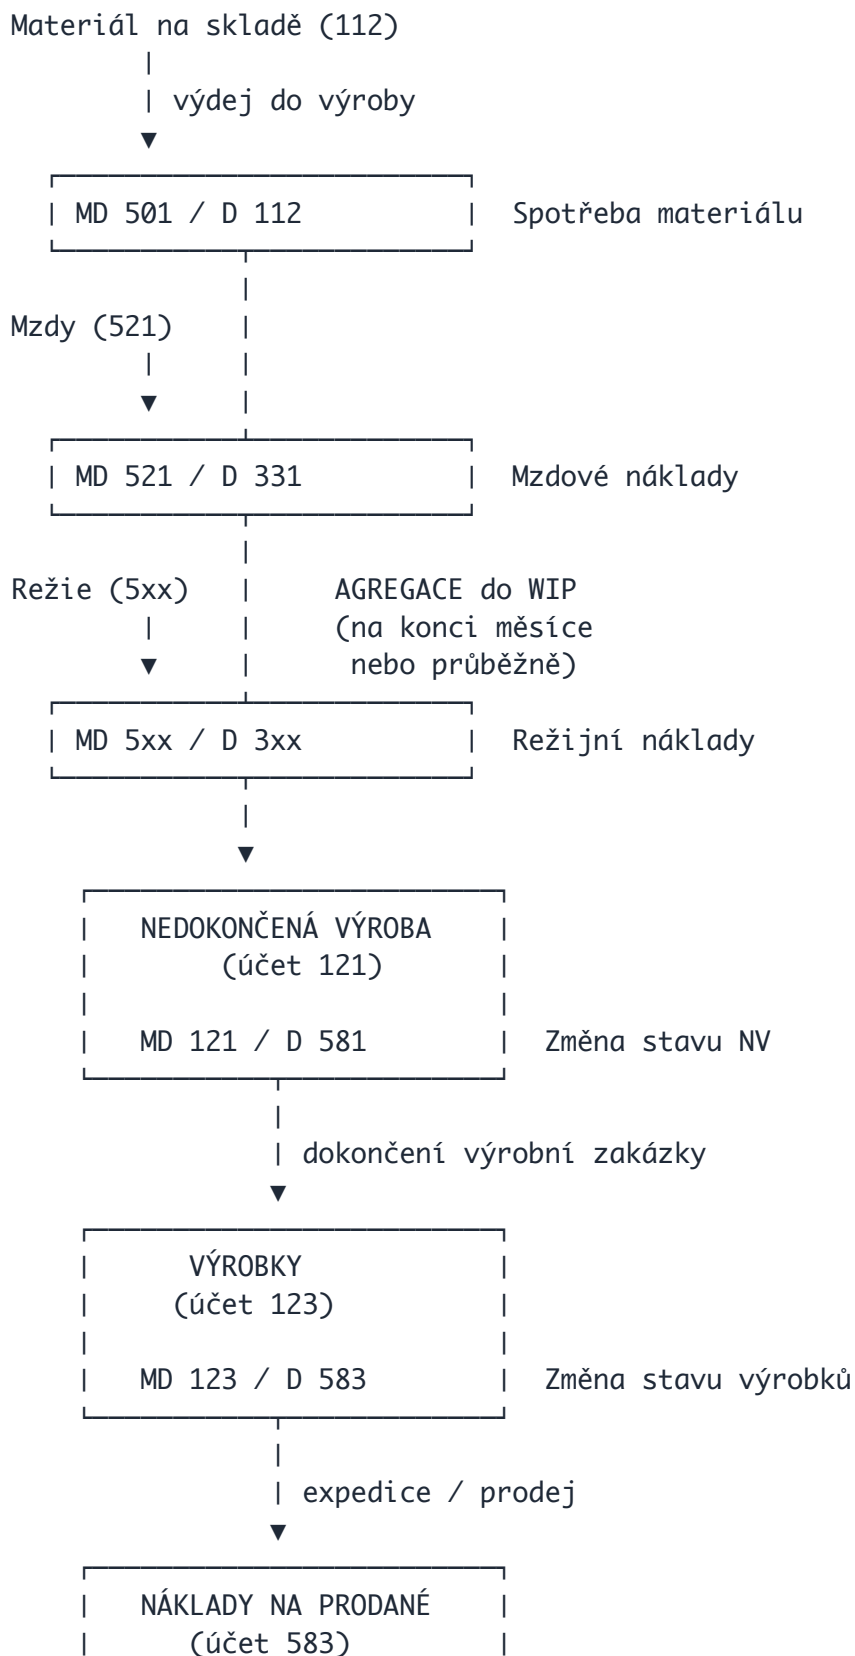 Materiál na skladě (112)
výdej do výroby
MD 501 / D 112 Spotřeba materiálu
Mzdy (521)
MD 521 / D 331 Mzdové náklady
Režie (5xx) AGREGACE do WIP
(na konci měsíce
nebo průběžně)
MD 5xx / D 3xx Režijní náklady
NEDOKONČENÁ VÝROBA
(účet 121)
MD 121 / D 581 Změna stavu NV
dokončení výrobní zakázky
VÝROBKY
(účet 123)
MD 123 / D 583 Změna stavu výrobků
expedice / prodej
NÁKLADY NA PRODANÉ
(účet 583)